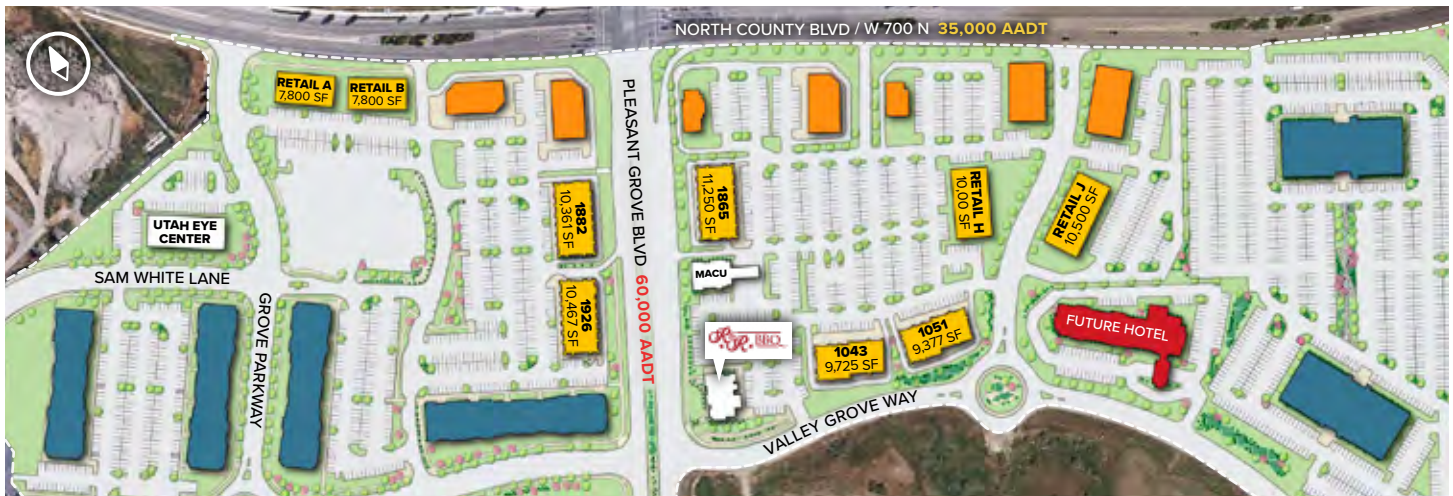 NORTH COUNTY BLVD / W 700 N 35,000 AADT
RETAIL A
7,800 SF
RETAIL B
7,800 SF
PLEASANT GROVE BLVD 60,000 AADT
1882
10,361 SF
1865
11,250 SF
RETAIL H
10,00 SF
RETAIL J
10,500 SF
UTAH EYE
CENTER
SAM WHITE LANE
MACU
GROVE PARKWAY
1926
10,467 SF
R&R BBQ
1043
9,725 SF
1051
9,377 SF
FUTURE HOTEL
VALLEY GROVE WAY